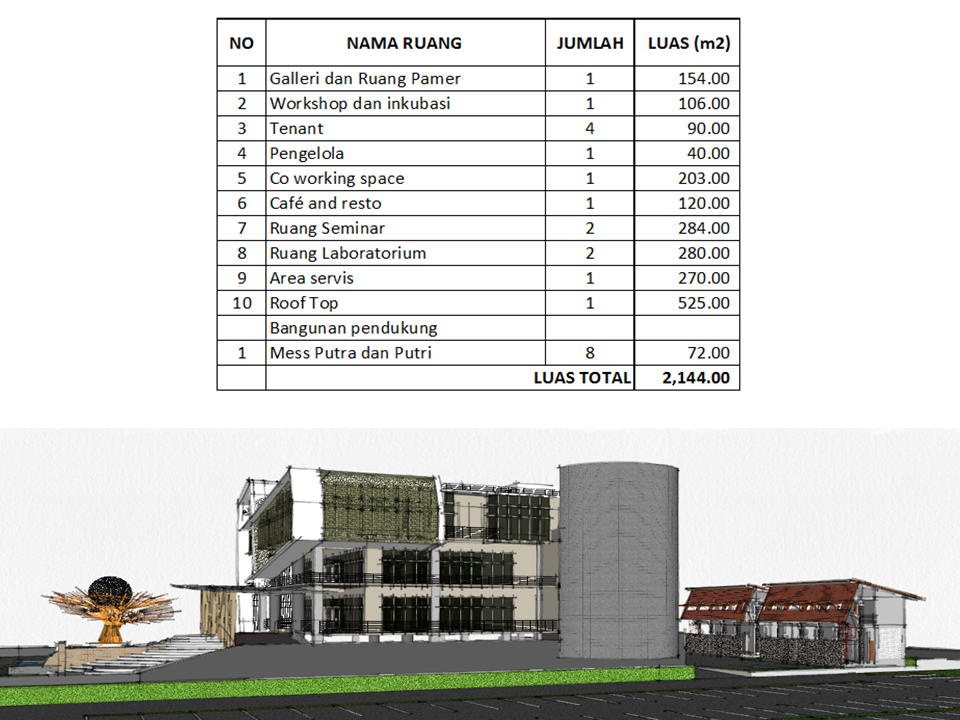 NO NAMA RUANG JUMLAH LUAS (m2)
1 Galleri dan Ruang Pamer 1 154.00
2 Workshop dan inkubasi 1 106.00
3 Tenant 4 90.00
4 Pengelola 1 40.00
5 Co working space 1 203.00
6 Café and resto 1 120.00
7 Ruang Seminar 2 284.00
8 Ruang Laboratorium 2 280.00
9 Area servis 1 270.00
10 Roof Top 1 525.00
Bangunan pendukung
1 Mess Putra dan Putri 8 72.00
LUAS TOTAL 2,144.00